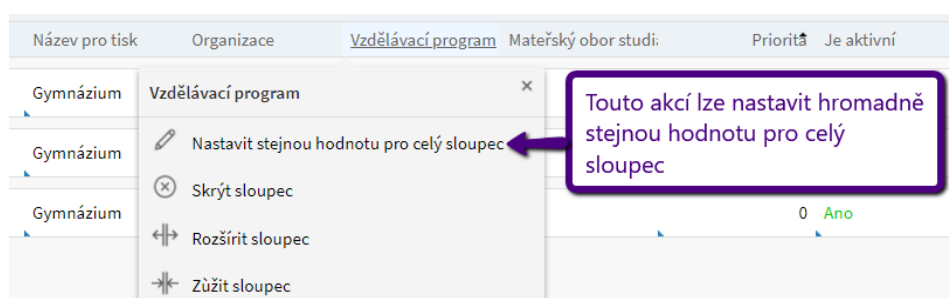 Název pro tisk Organizace Vzdělávací program Mateřský obor studi Priorita Je aktivní
Gymnázium
Vzdělávací program
Touto akcí lze nastavit hromadně
stejnou hodnotu pro celý
sloupec
Gymnázium
Nastavit stejnou hodnotu pro celý sloupec
Skrýt sloupec
Gymnázium
0 Ano
Rozšířit sloupec
Zùžit sloupec